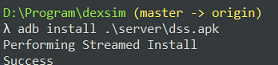 D:\Program\dexsim (master -> origin)
λ adb install .\server\dss.apk
Performing Streamed Install
Success